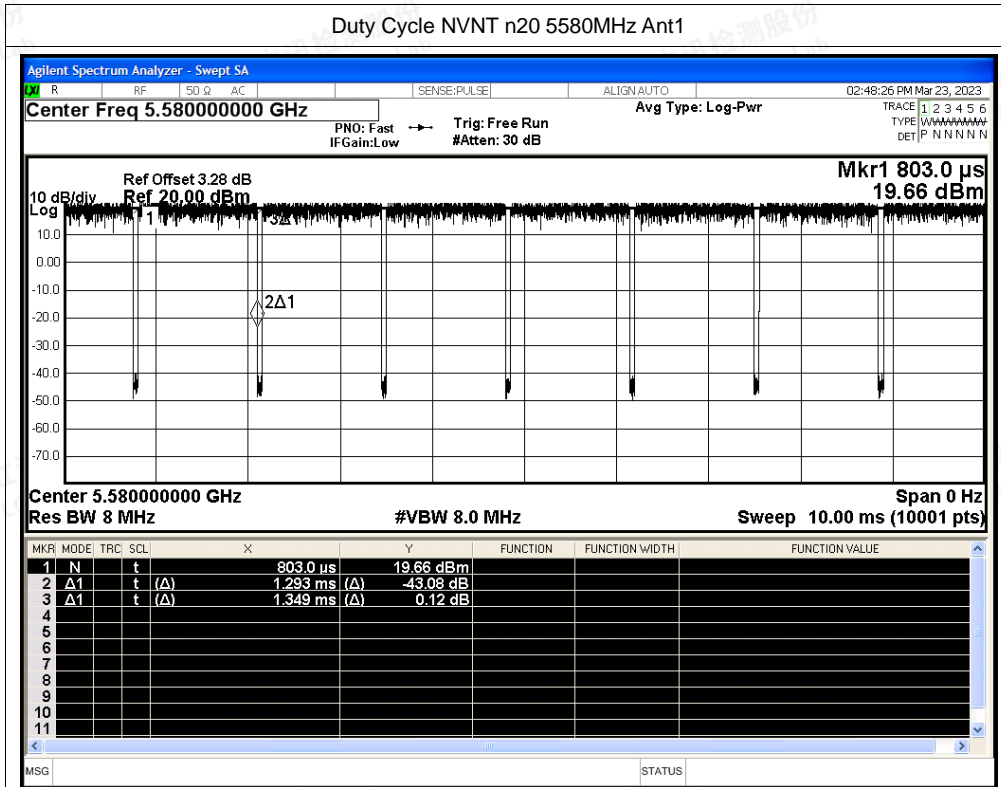 Duty Cycle NVNT n20 5580MHz Ant1
Agilent Spectrum Analyzer - Swept SA
LXI R RF 50 Ω AC SENSE:PULSE ALIGN AUTO 02:48:26 PM Mar 23, 2023
Center Freq 5.580000000 GHz Avg Type: Log-Pwr TRACE 1 2 3 4 5 6
PNO: Fast Trig: Free Run TYPE
IFGain:Low #Atten: 30 dB DET P N N N N N
Mkr1 803.0 µs
Ref Offset 3.28 dB
10 dB/div Ref 20.00 dBm 19.66 dBm
Log
1 3Δ1
10.0
0.00
-10.0
2Δ1
-20.0
-30.0
-40.0
-50.0
-60.0
-70.0
Center 5.580000000 GHz Span 0 Hz
Res BW 8 MHz #VBW 8.0 MHz Sweep 10.00 ms (10001 pts)
MKR MODE TRC SCL X Y FUNCTION FUNCTION WIDTH FUNCTION VALUE
1 N t 803.0 µs 19.66 dBm
2 Δ1 t (Δ) 1.293 ms (Δ) -43.08 dB
3 Δ1 t (Δ) 1.349 ms (Δ) 0.12 dB
4
5
6
7
8
9
10
11
MSG STATUS